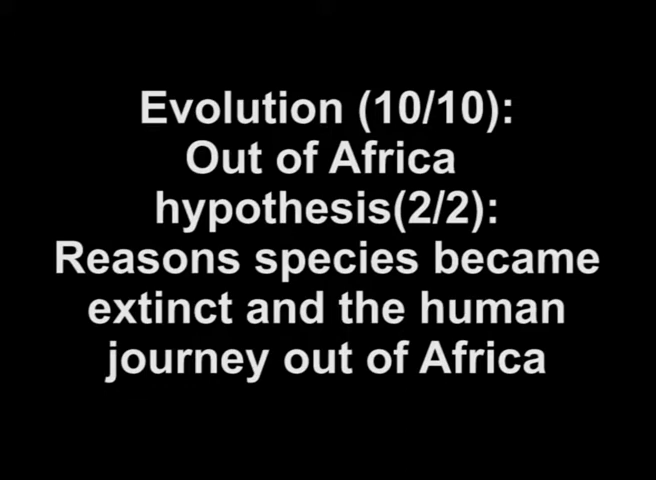 Evolution (10/10):
Out of Africa
hypothesis(2/2):
Reasons species became
extinct and the human
journey out of Africa